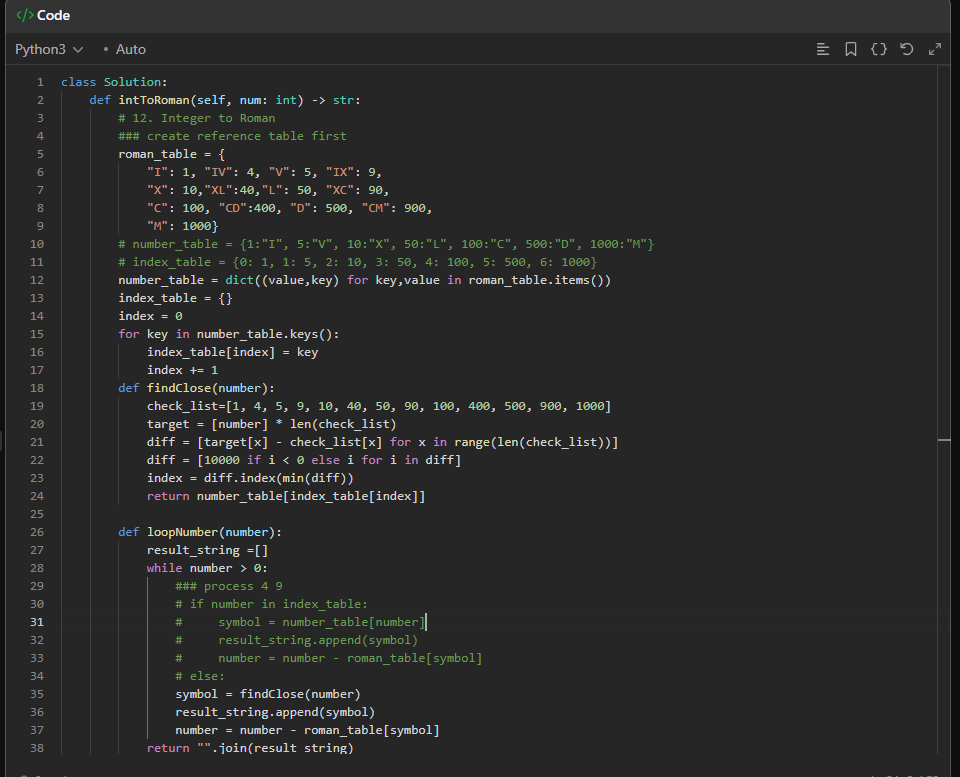 </> Code
Python3 • Auto
1 class Solution:
2     def intToRoman(self, num: int) -> str:
3         # 12. Integer to Roman
4         ### create reference table first
5         roman_table = {
6             "I": 1, "IV": 4, "V": 5, "IX": 9,
7             "X": 10,"XL":40,"L": 50, "XC": 90,
8             "C": 100, "CD":400, "D": 500, "CM": 900,
9             "M": 1000}
10         # number_table = {1:"I", 5:"V", 10:"X", 50:"L", 100:"C", 500:"D", 1000:"M"}
11         # index_table = {0: 1, 1: 5, 2: 10, 3: 50, 4: 100, 5: 500, 6: 1000}
12         number_table = dict((value,key) for key,value in roman_table.items())
13         index_table = {}
14         index = 0
15         for key in number_table.keys():
16             index_table[index] = key
17             index += 1
18         def findClose(number):
19             check_list=[1, 4, 5, 9, 10, 40, 50, 90, 100, 400, 500, 900, 1000]
20             target = [number] * len(check_list)
21             diff = [target[x] - check_list[x] for x in range(len(check_list))]
22             diff = [10000 if i < 0 else i for i in diff]
23             index = diff.index(min(diff))
24             return number_table[index_table[index]]
25
26         def loopNumber(number):
27             result_string =[]
28             while number > 0:
29                 ### process 4 9
30                 # if number in index_table:
31                 #     symbol = number_table[number]
32                 #     result_string.append(symbol)
33                 #     number = number - roman_table[symbol]
34                 # else:
35                 symbol = findClose(number)
36                 result_string.append(symbol)
37                 number = number - roman_table[symbol]
38             return "".join(result_string)